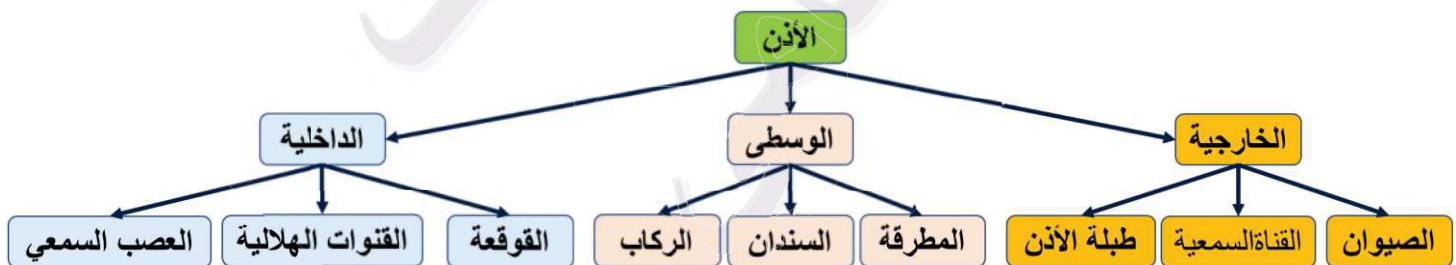 الأذن
الخارجية
الوسطى
الداخلية
الصيوان
القناةالسمعية
طبلة الأذن
المطرقة
السندان
الركاب
القوقعة
القنوات الهلالية
العصب السمعي